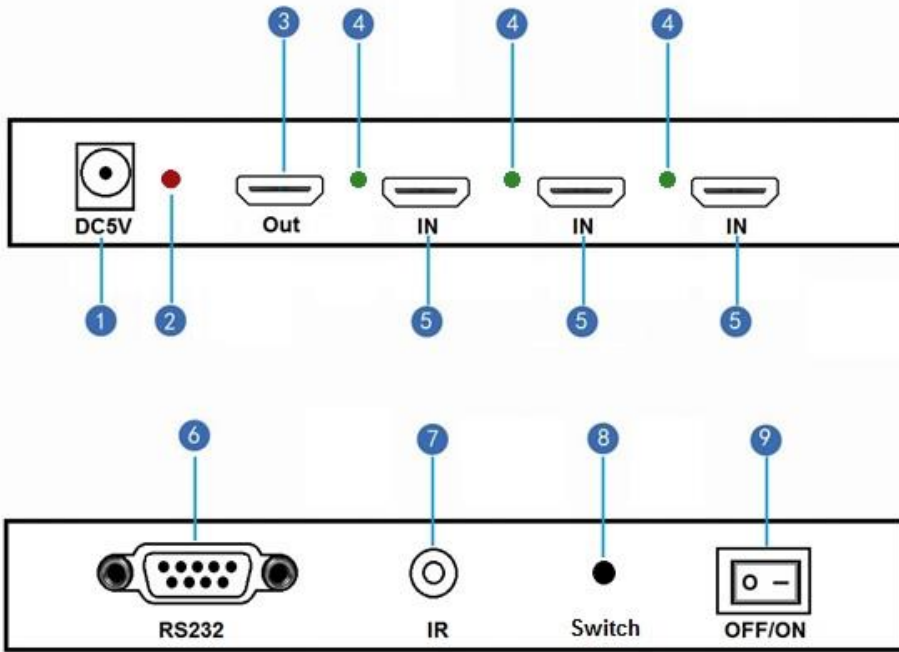 3 4 4
DC5V Out IN IN IN
1 2 5 5 5
6 7 8 9
O –
RS232 IR Switch OFF/ON